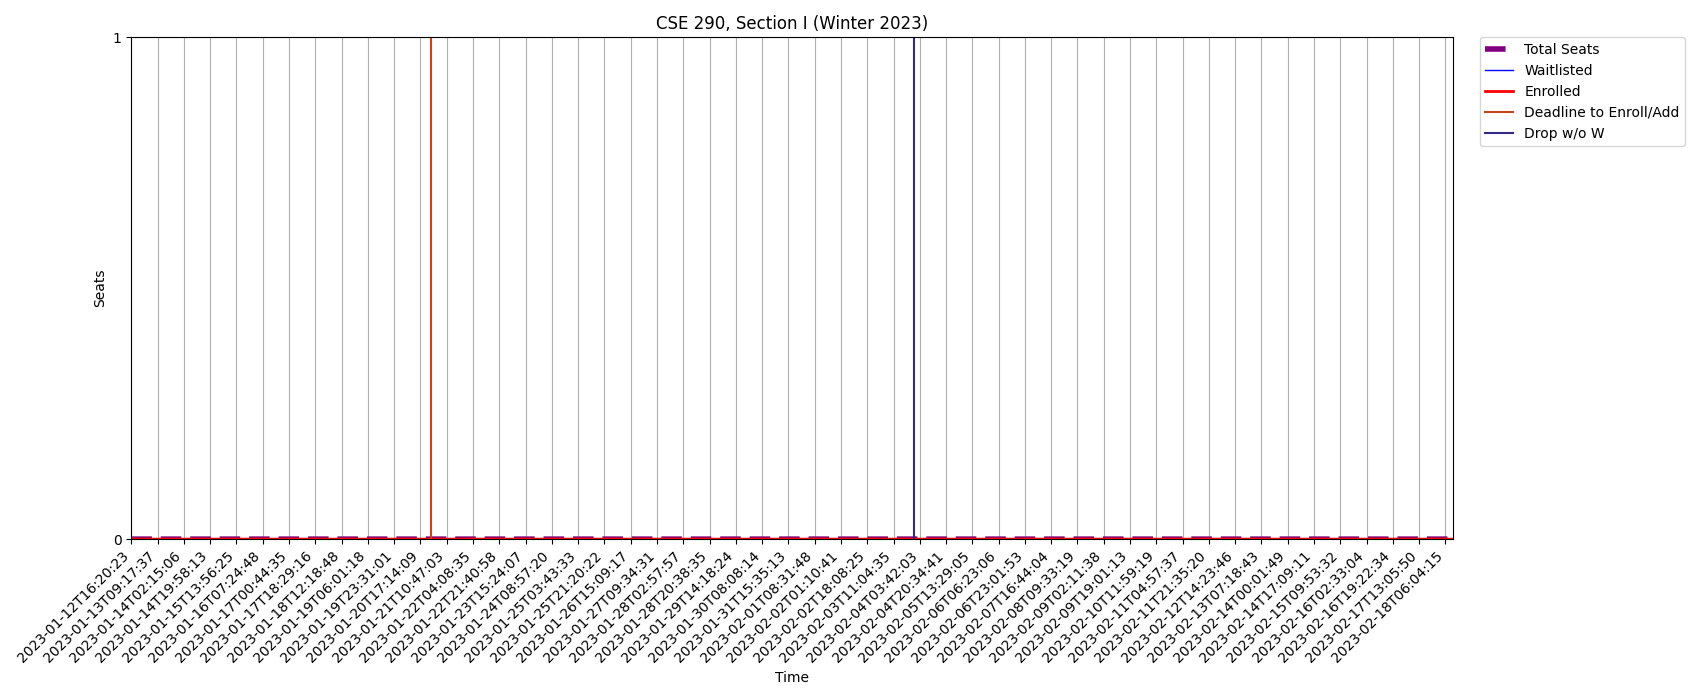 CSE 290, Section I (Winter 2023)
1
0
Seats
Total Seats
Waitlisted
Enrolled
Deadline to Enroll/Add
Drop w/o W
2023-01-12T16:20:23
2023-01-13T09:17:37
2023-01-14T02:15:06
2023-01-14T19:58:13
2023-01-15T13:56:25
2023-01-16T07:24:48
2023-01-17T00:44:35
2023-01-17T18:29:16
2023-01-18T12:18:48
2023-01-19T06:01:18
2023-01-19T23:31:01
2023-01-20T17:14:09
2023-01-21T10:47:03
2023-01-22T04:08:35
2023-01-22T21:40:58
2023-01-23T15:24:07
2023-01-24T08:57:20
2023-01-25T03:43:33
2023-01-25T21:20:22
2023-01-26T15:09:17
2023-01-27T09:34:31
2023-01-28T02:57:57
2023-01-28T20:38:35
2023-01-29T14:18:24
2023-01-30T08:08:14
2023-01-31T15:35:13
2023-02-01T08:31:48
2023-02-02T01:10:41
2023-02-02T18:08:25
2023-02-03T11:04:35
2023-02-04T03:42:03
2023-02-04T20:34:41
2023-02-05T13:29:05
2023-02-06T06:23:06
2023-02-06T23:01:53
2023-02-07T16:44:04
2023-02-08T09:33:19
2023-02-09T02:11:38
2023-02-09T19:01:13
2023-02-10T11:59:19
2023-02-11T04:57:37
2023-02-11T21:35:20
2023-02-12T14:23:46
2023-02-13T07:18:43
2023-02-14T00:01:49
2023-02-14T17:09:11
2023-02-15T09:53:32
2023-02-16T02:33:04
2023-02-16T19:22:34
2023-02-17T13:05:50
2023-02-18T06:04:15
Time